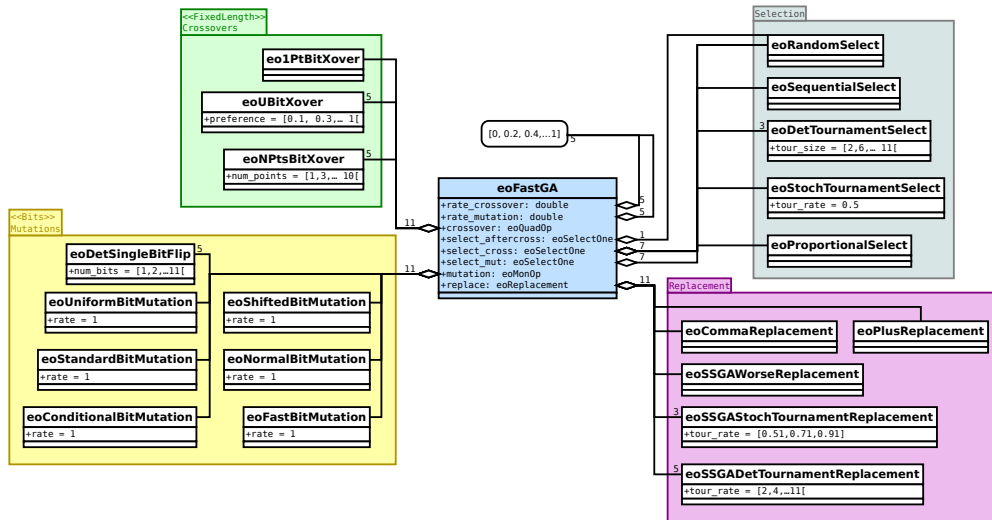 <<FixedLength>>
Crossovers
eo1PtBitXover
5
eoUBitXover
+preference = [0.1, 0.3,… 1[
5
eoNPtsBitXover
+num_points = [1,3,… 10[
<<Bits>>
Mutations
eoDetSingleBitFlip
5
+num_bits = [1,2,…11[
eoUniformBitMutation
+rate = 1
eoShiftedBitMutation
+rate = 1
eoStandardBitMutation
+rate = 1
eoNormalBitMutation
+rate = 1
eoConditionalBitMutation
+rate = 1
eoFastBitMutation
+rate = 1
[0, 0.2, 0.4,…1]
5
eoFastGA
+rate_crossover: double
+rate_mutation: double
+crossover: eoQuadOp
+select_aftercross: eoSelectOne
+select_cross: eoSelectOne
+select_mut: eoSelectOne
+mutation: eoMonOp
+replace: eoReplacement
11
11
5
5
1
7
7
11
Selection
eoRandomSelect
eoSequentialSelect
3
eoDetTournamentSelect
+tour_size = [2,6,… 11[
eoStochTournamentSelect
+tour_rate = 0.5
eoProportionalSelect
Replacement
eoCommaReplacement
eoPlusReplacement
eoSSGAWorseReplacement
3
eoSSGAStochTournamentReplacement
+tour_rate = [0.51,0.71,0.91]
5
eoSSGADetTournamentReplacement
+tour_rate = [2,4,…11[